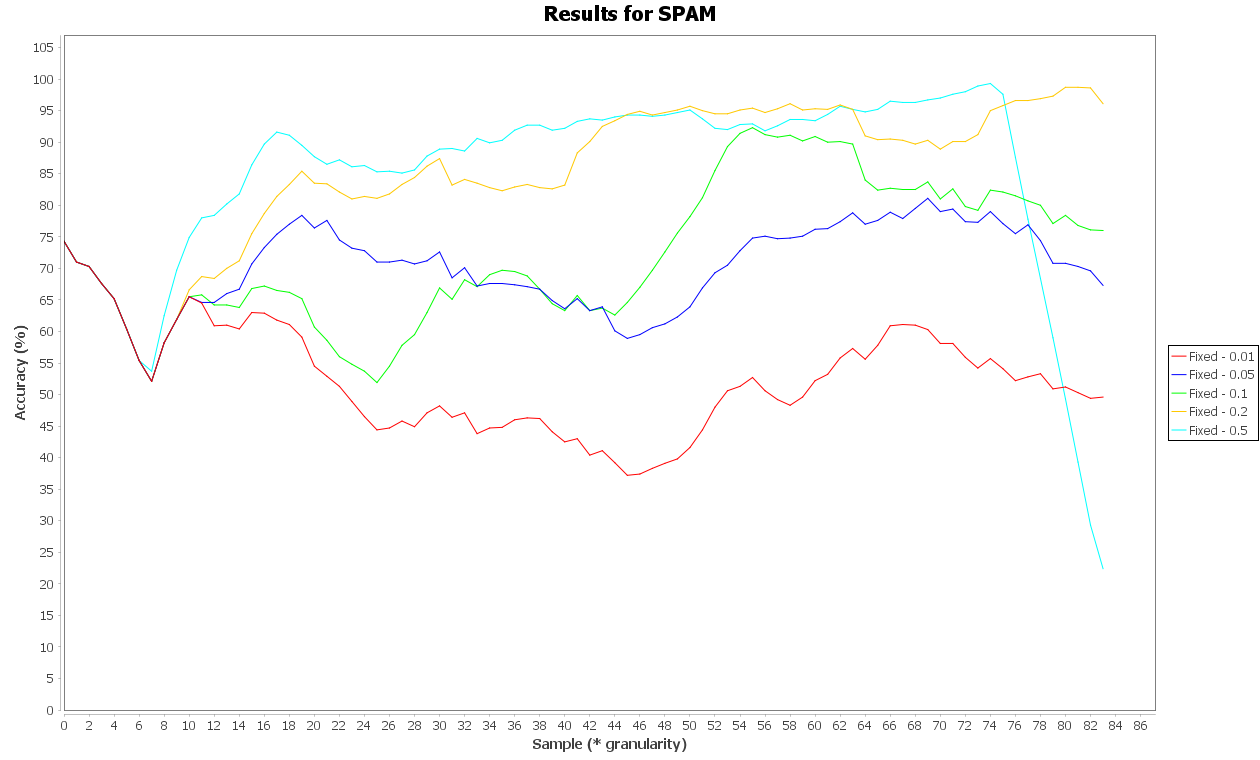 Results for SPAM
Accuracy (%)
105
100
95
90
85
80
75
70
65
60
55
50
45
40
35
30
25
20
15
10
5
0
0 2 4 6 8 10 12 14 16 18 20 22 24 26 28 30 32 34 36 38 40 42 44 46 48 50 52 54 56 58 60 62 64 66 68 70 72 74 76 78 80 82 84 86
Sample (* granularity)
Fixed - 0.01
Fixed - 0.05
Fixed - 0.1
Fixed - 0.2
Fixed - 0.5